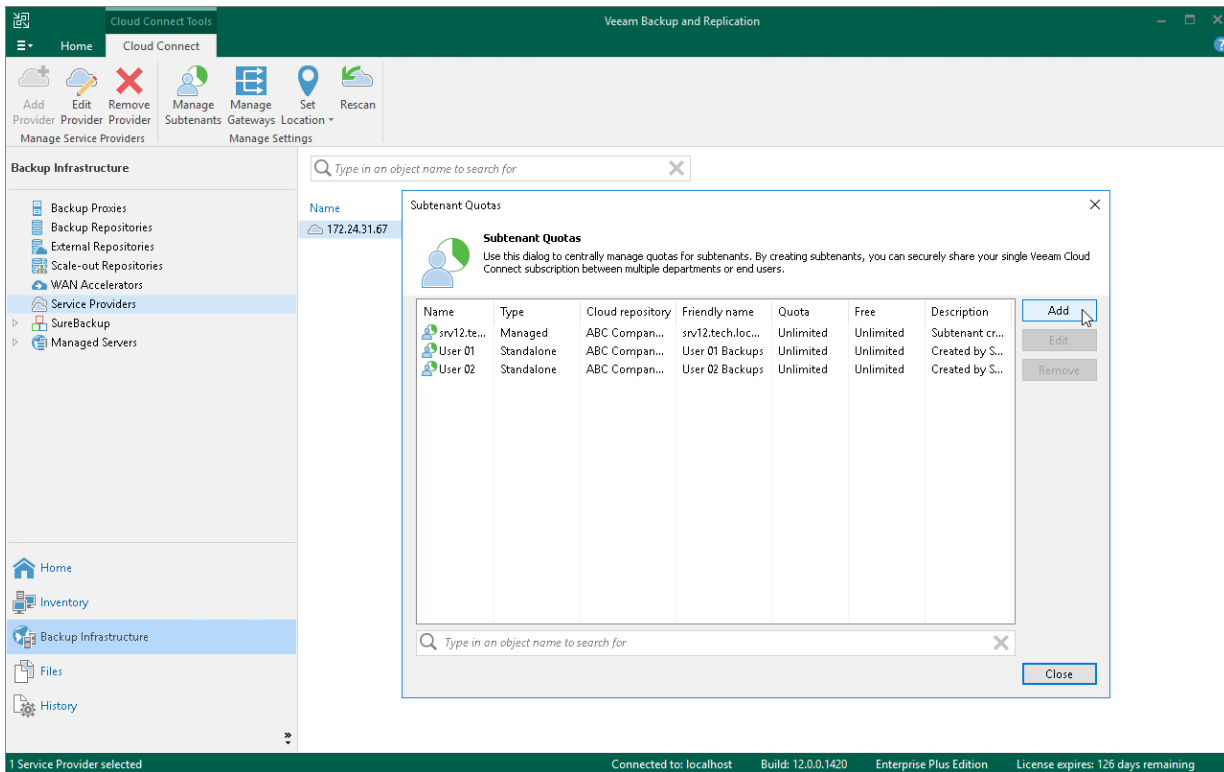 Cloud Connect Tools
Veeam Backup and Replication
Home
Cloud Connect
Add Provider
Edit Provider
Remove Provider
Manage Subtenants
Manage Gateways
Set Location
Rescan
Manage Service Providers
Manage Settings
Backup Infrastructure
Type in an object name to search for
Backup Proxies
Backup Repositories
External Repositories
Scale-out Repositories
WAN Accelerators
Service Providers
SureBackup
Managed Servers
Name
172.24.31.67
Subtenant Quotas
Subtenant Quotas
Use this dialog to centrally manage quotas for subtenants. By creating subtenants, you can securely share your single Veeam Cloud
Connect subscription between multiple departments or end users.
Name Type Cloud repository Friendly name Quota Free Description
srv12.te... Managed ABC Compan... srv12.tech.loc... Unlimited Unlimited Subtenant cr...
User 01 Standalone ABC Compan... User 01 Backups Unlimited Unlimited Created by S...
User 02 Standalone ABC Compan... User 02 Backups Unlimited Unlimited Created by S...
Add
Edit
Remove
Type in an object name to search for
Close
Home
Inventory
Backup Infrastructure
Files
History
1 Service Provider selected
Connected to: localhost
Build: 12.0.0.1420
Enterprise Plus Edition
License expires: 126 days remaining